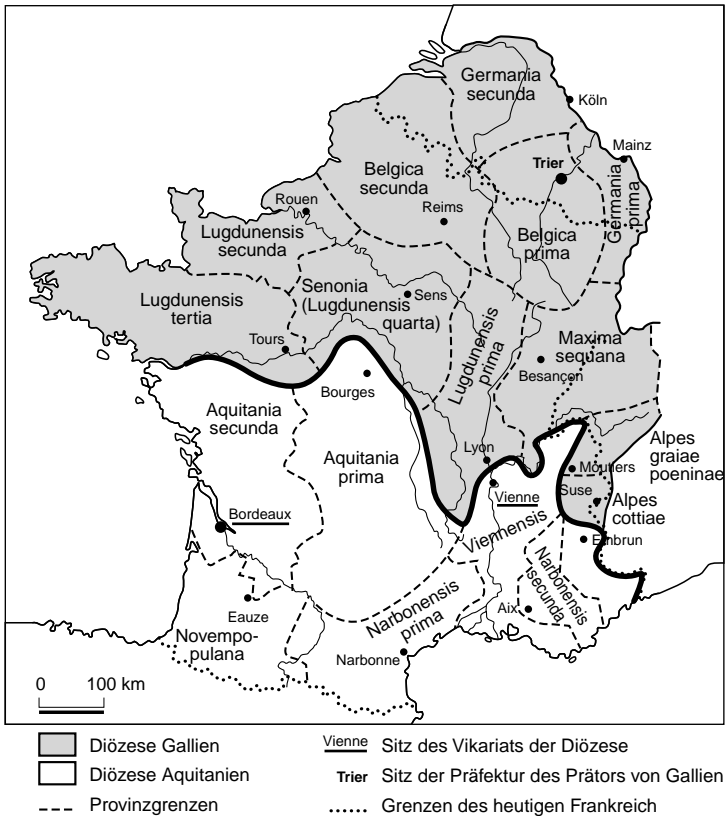 Germania
secunda
Köln
Mainz
Trier
Belgica
secunda
Germania
prima
Rouen
Reims
Lugdunensis
secunda
Belgica
prima
Senonia
(Lugdunensis
quarta)
Sens
Lugdunensis
tertia
Lugdunensis
prima
Maxima
sequana
Tours
Besançon
Bourges
Aquitania
secunda
Aquitania
prima
Lyon
Alpes
graiae
poeninae
Moutiers
Suse
Vienne
Alpes
cottiae
Bordeaux
Viennensis
Embrun
Narbonensis
secunda
Eauze
Narbonensis
prima
Aix
Novempo-
pulana
Narbonne
0 100 km
Diözese Gallien
Vienne Sitz des Vikariats der Diözese
Diözese Aquitanien
Trier Sitz der Präfektur des Prätors von Gallien
Provinzgrenzen
Grenzen des heutigen Frankreich